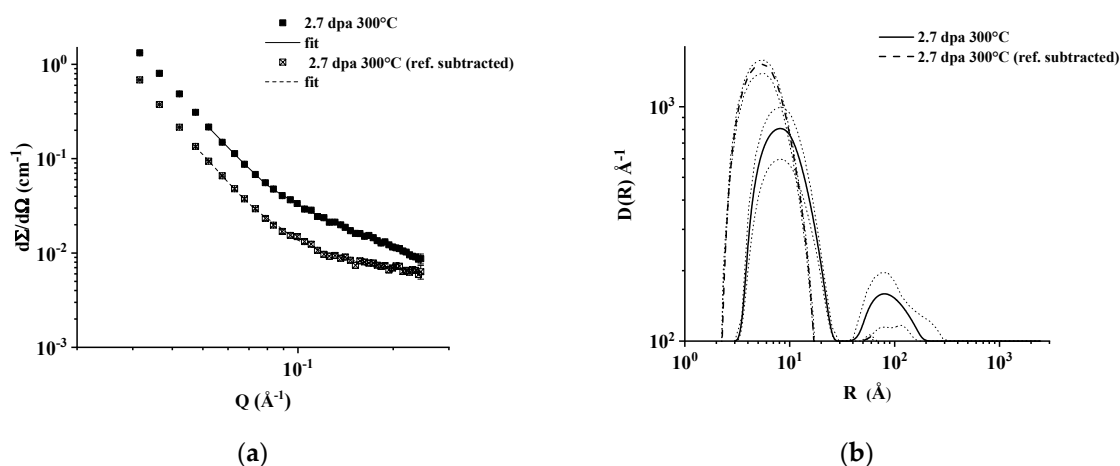 2.7 dpa 300°C
fit
2.7 dpa 300°C (ref. subtracted)
fit
10⁰
10⁻¹
10⁻²
10⁻³
dΣ/dΩ (cm⁻¹)
10⁻¹
Q (Å⁻¹)
(a)
2.7 dpa 300°C
2.7 dpa 300°C (ref. subtracted)
10³
10²
D(R) Å⁻¹
10⁰
10¹
10²
10³
R (Å)
(b)